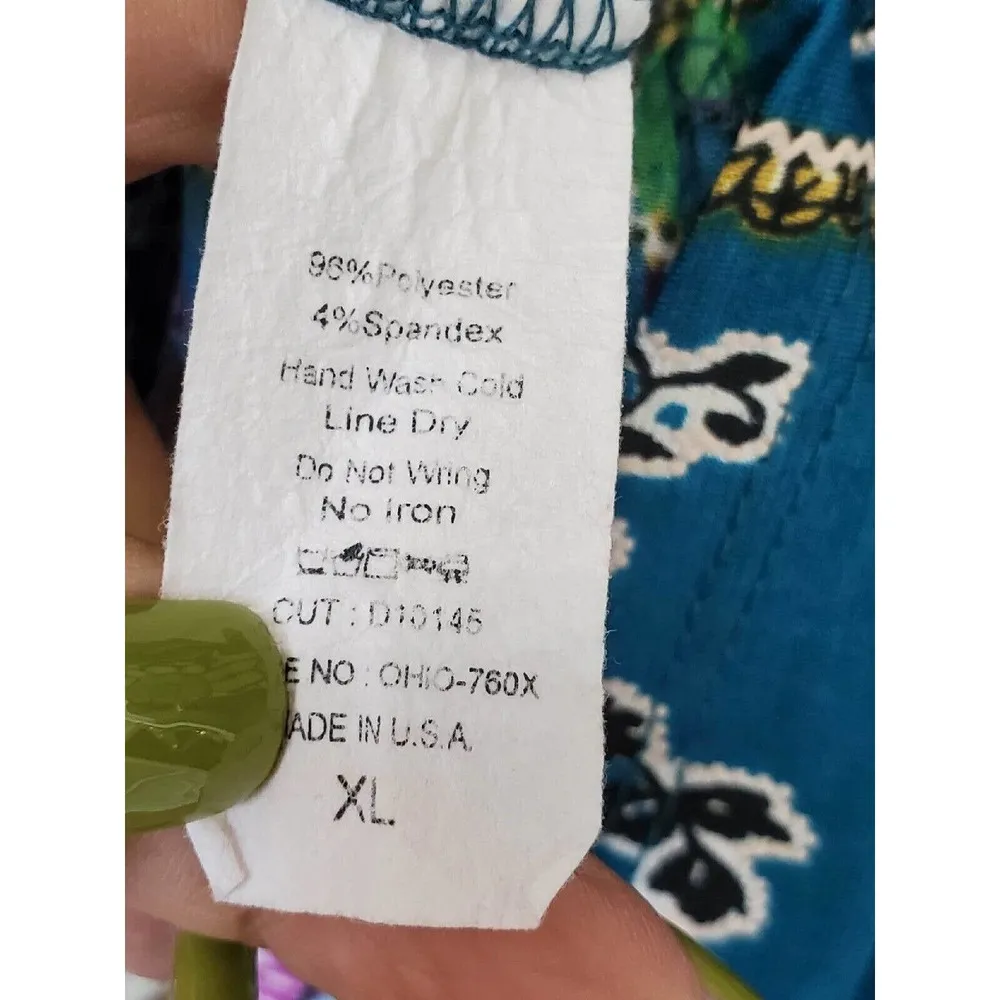 96%Polyester
4%Spandex
Hand Wash Cold
Line Dry
Do Not Wring
No Iron
CUT : D10145
E NO : OHIO-760X
ADE IN U.S.A.
XL